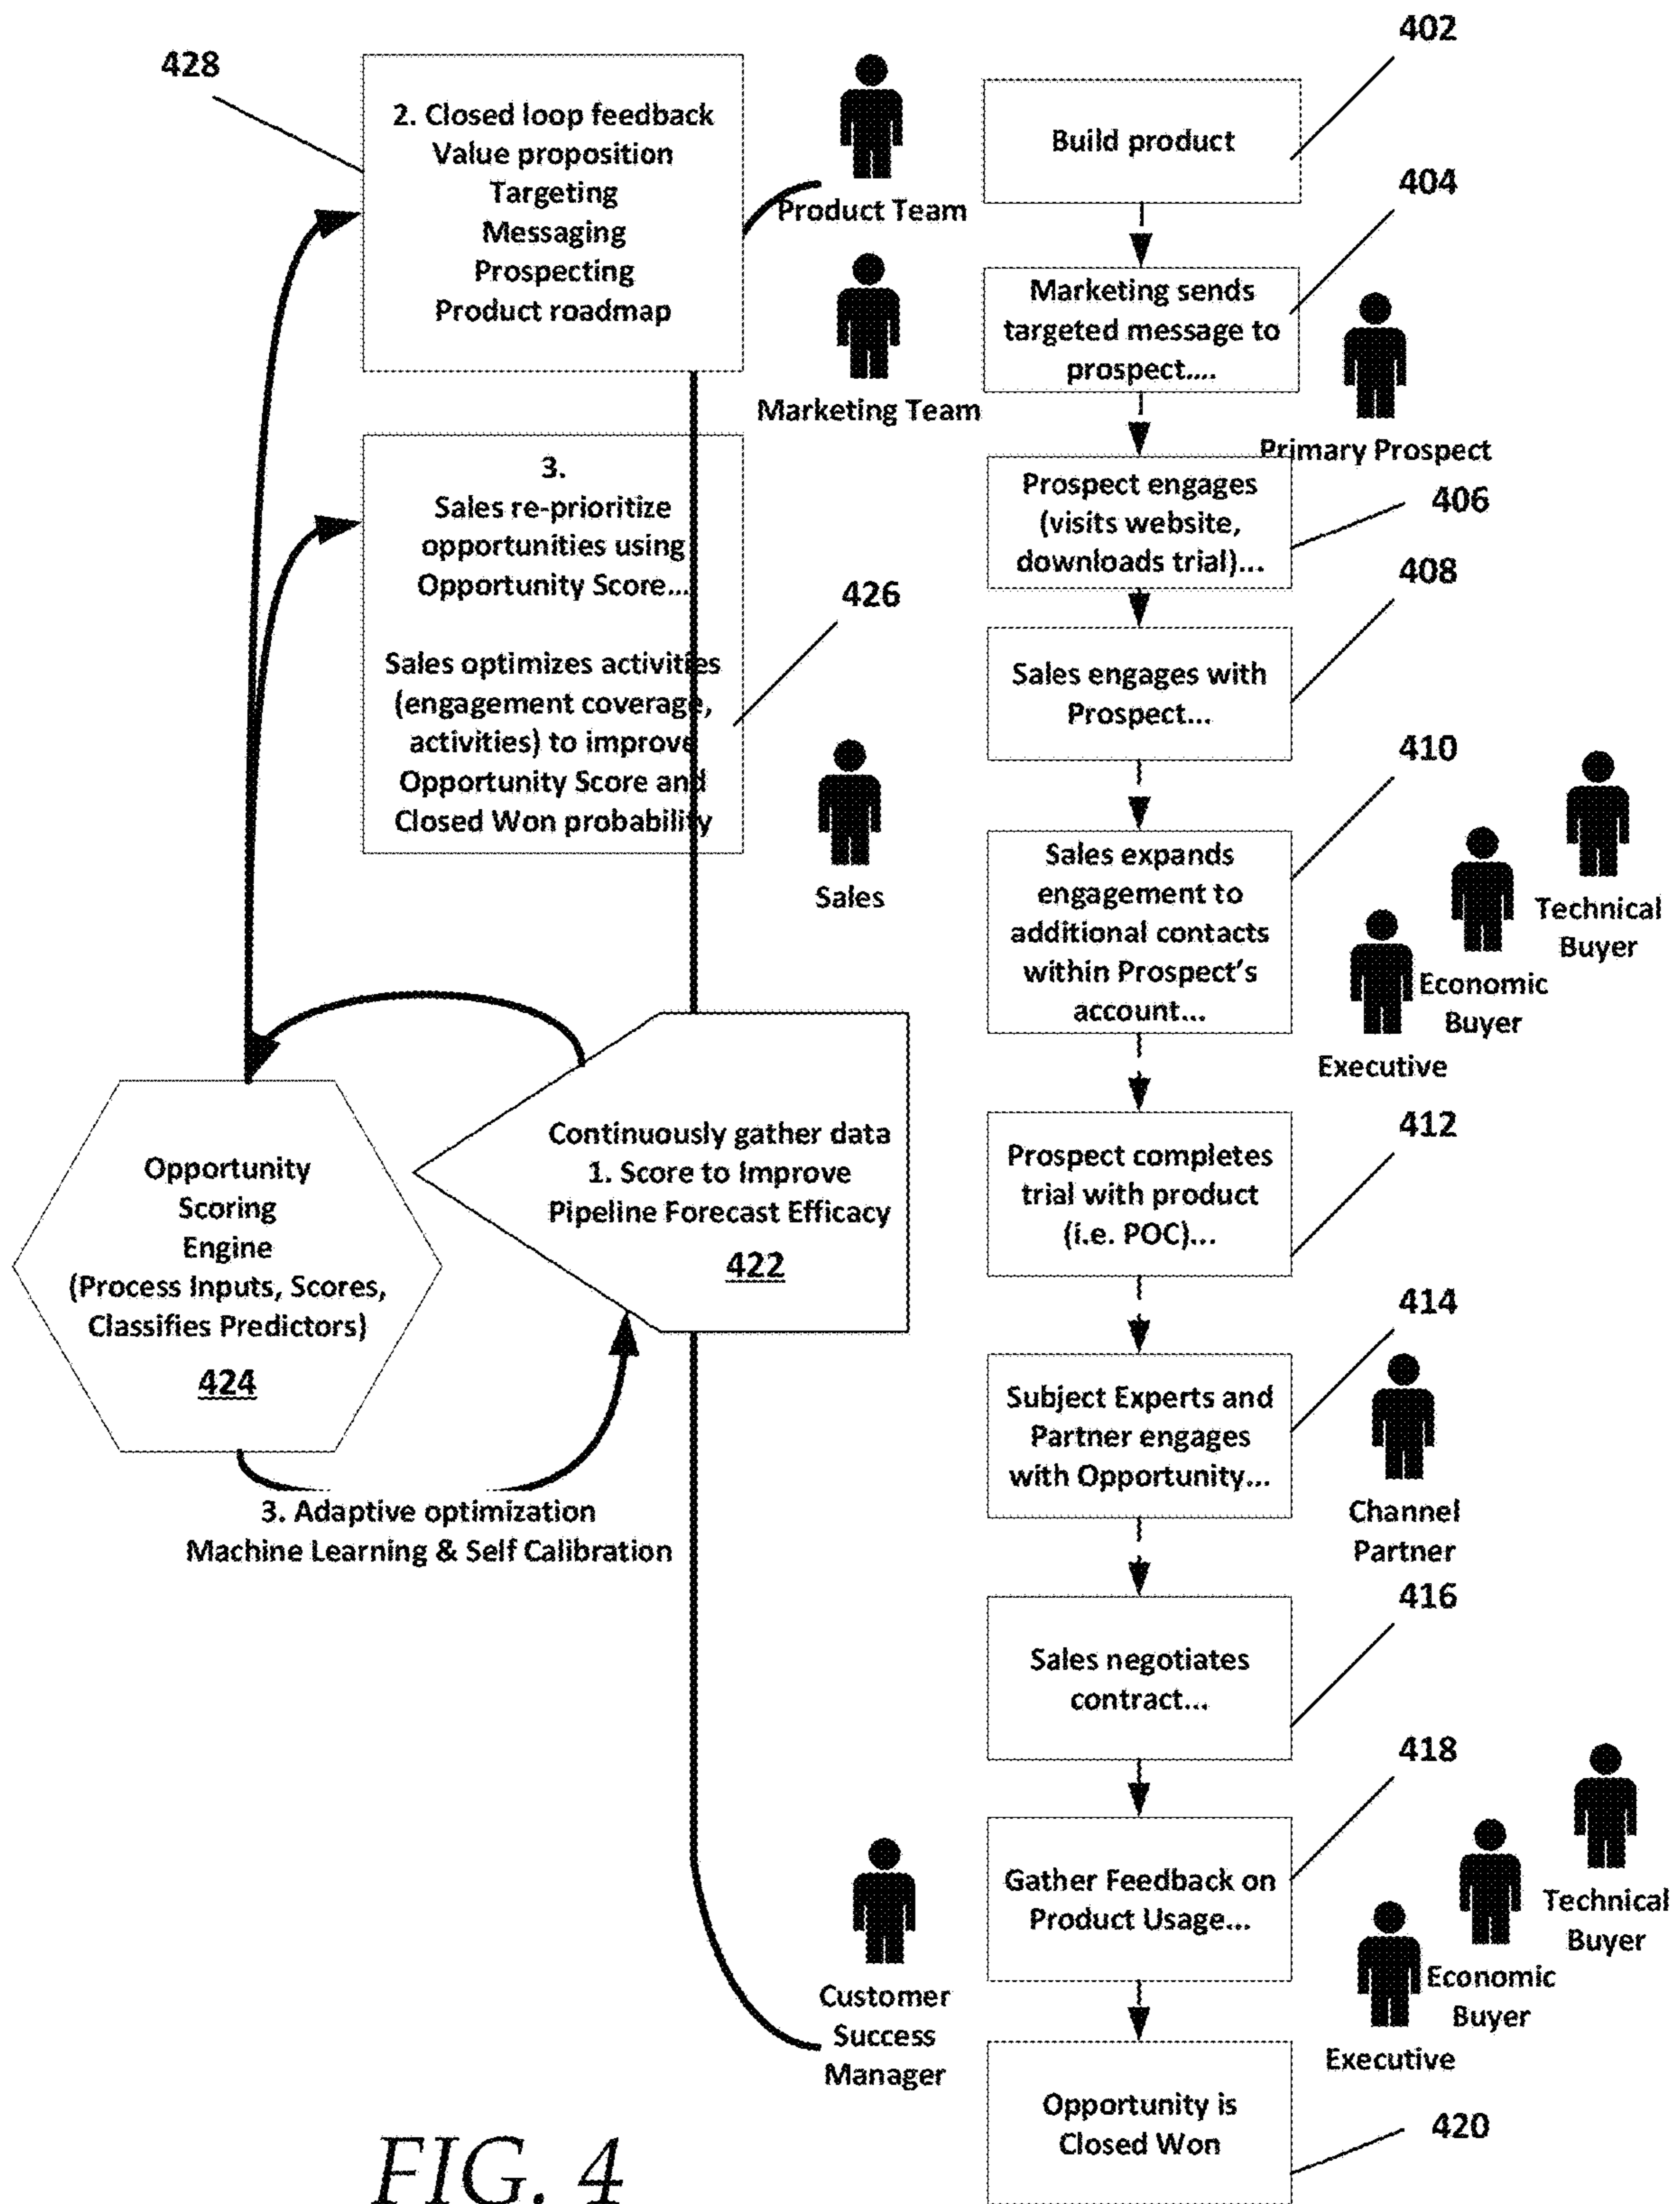 428
2. Closed loop feedback
Value proposition
Targeting
Messaging
Prospecting
Product roadmap
Product Team
Marketing Team
3.
Sales re-prioritize
opportunities using
Opportunity Score...
Sales optimizes activities
(engagement coverage,
activities) to improve
Opportunity Score and
Closed Won probability
426
Sales
Continuously gather data
1. Score to Improve
Pipeline Forecast Efficacy
422
Opportunity
Scoring
Engine
(Process Inputs, Scores,
Classifies Predictors)
424
3. Adaptive optimization
Machine Learning & Self Calibration
Customer
Success
Manager
402
Build product
404
Marketing sends
targeted message to
prospect....
Primary Prospect
Prospect engages
(visits website,
downloads trial)...
406
408
Sales engages with
Prospect...
410
Sales expands
engagement to
additional contacts
within Prospect's
account...
Technical
Buyer
Economic
Buyer
Executive
412
Prospect completes
trial with product
(i.e. POC)...
414
Subject Experts and
Partner engages
with Opportunity...
Channel
Partner
416
Sales negotiates
contract...
418
Gather Feedback on
Product Usage...
Technical
Buyer
Economic
Buyer
Executive
Opportunity is
Closed Won
420
FIG. 4